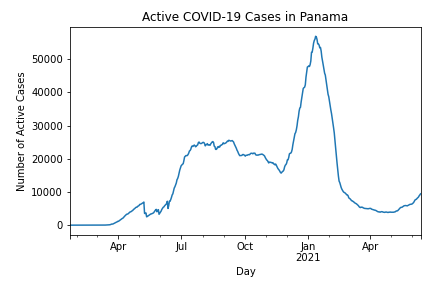 Active COVID-19 Cases in Panama
Number of Active Cases
50000
40000
30000
20000
10000
0
Apr
Jul
Oct
Jan
2021
Apr
Day